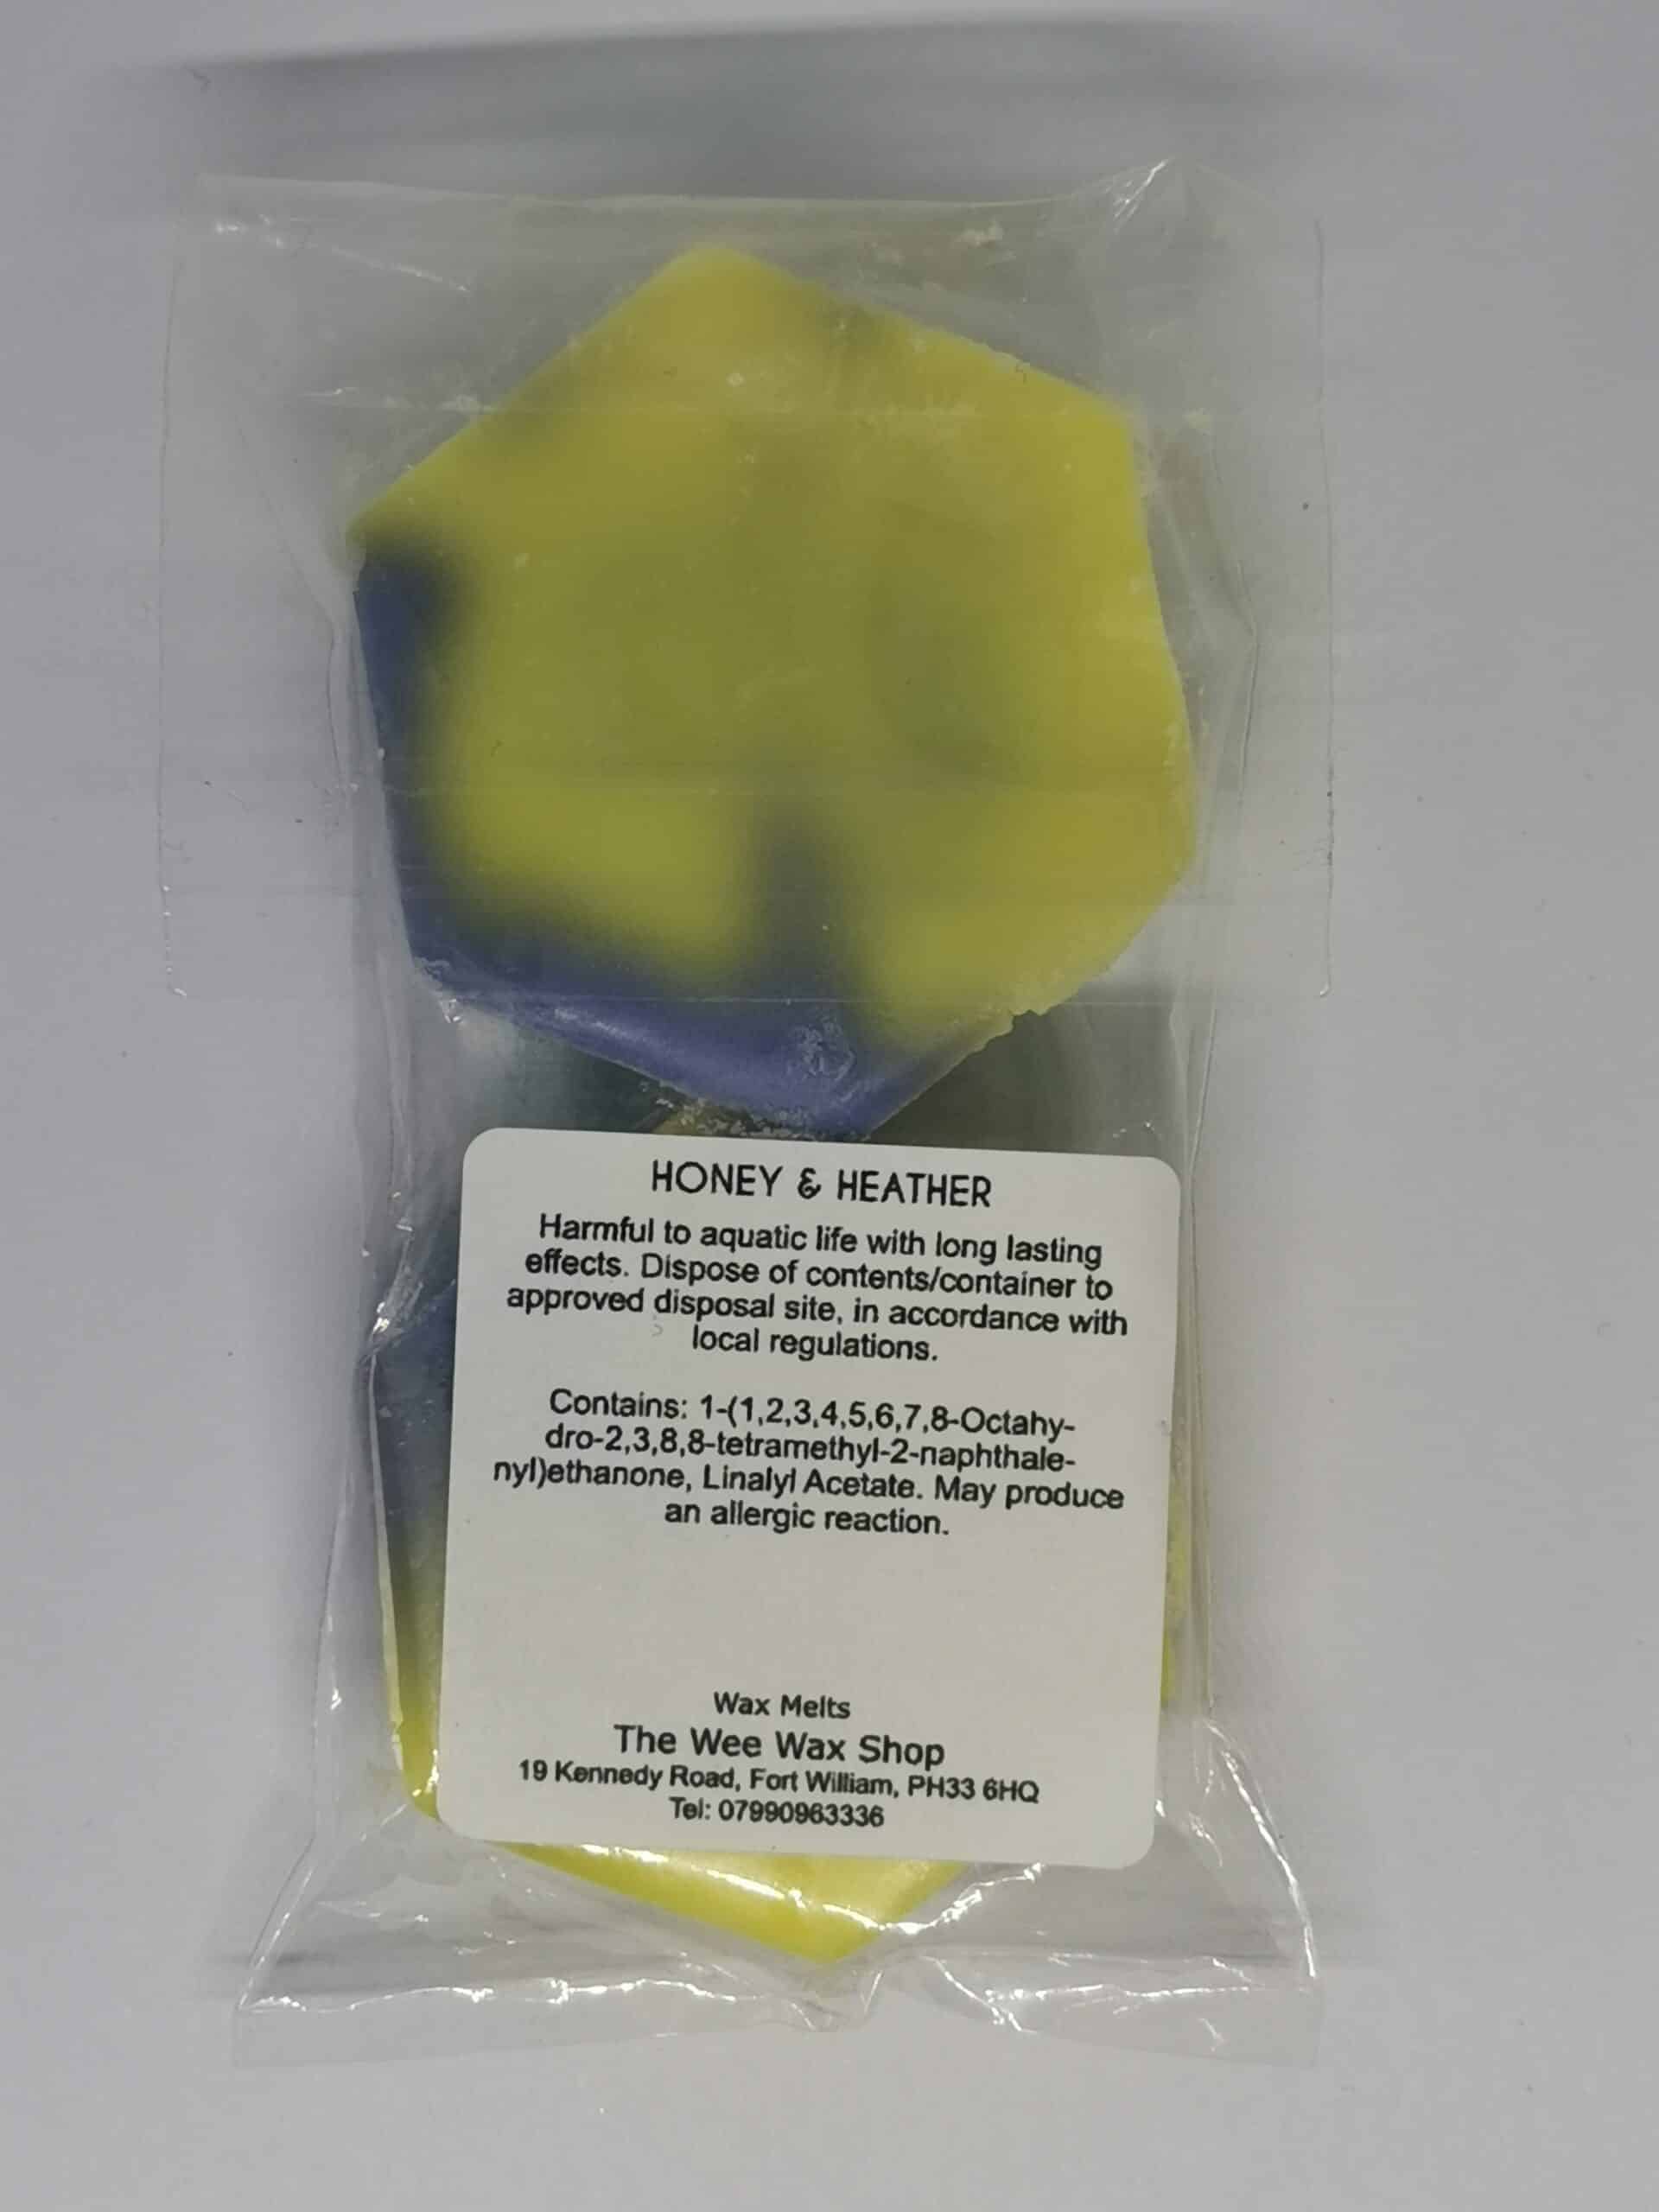 HONEY & HEATHER
Harmful to aquatic life with long lasting
effects. Dispose of contents/container to
approved disposal site, in accordance with
local regulations.
Contains: 1-(1,2,3,4,5,6,7,8-Octahy-
dro-2,3,8,8-tetramethyl-2-naphthale-
nyl)ethanone, Linalyl Acetate. May produce
an allergic reaction.
Wax Melts
The Wee Wax Shop
19 Kennedy Road, Fort William, PH33 6HQ
Tel: 07990963336